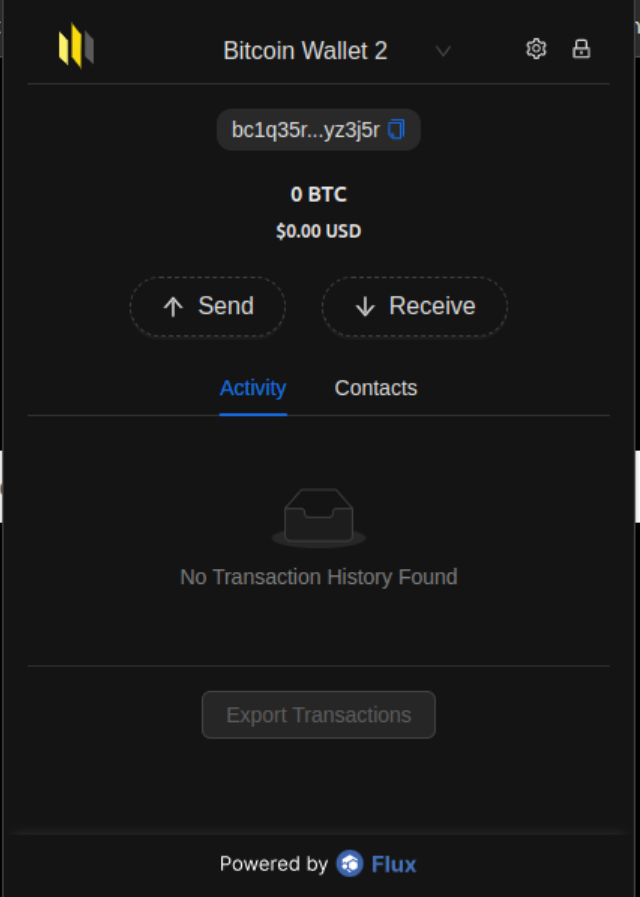 Bitcoin Wallet 2
bc1q35r...yz3j5r
0 BTC
$0.00 USD
Send Receive
Activity Contacts
No Transaction History Found
Export Transactions
Powered by Flux